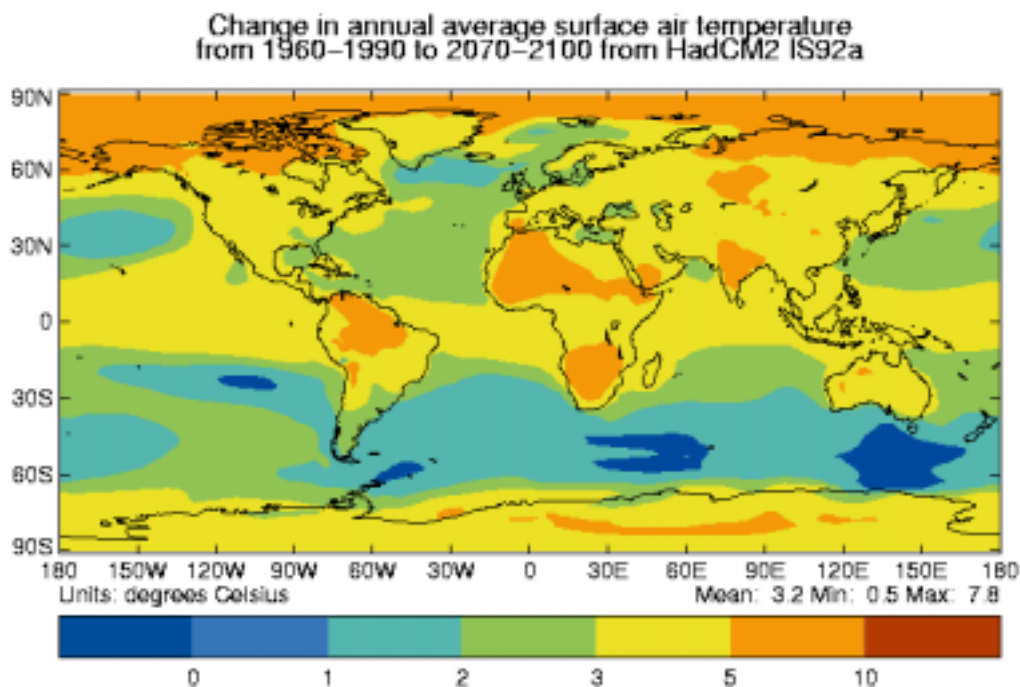 Change in annual average surface air temperature
from 1960–1990 to 2070–2100 from HadCM2 IS92a
90N
60N
30N
0
30S
60S
90S
180 150W 120W 90W 60W 30W 0 30E 60E 90E 120E 150E 180
Units: degrees Celsius Mean: 3.2 Min: 0.5 Max: 7.8
0 1 2 3 5 10